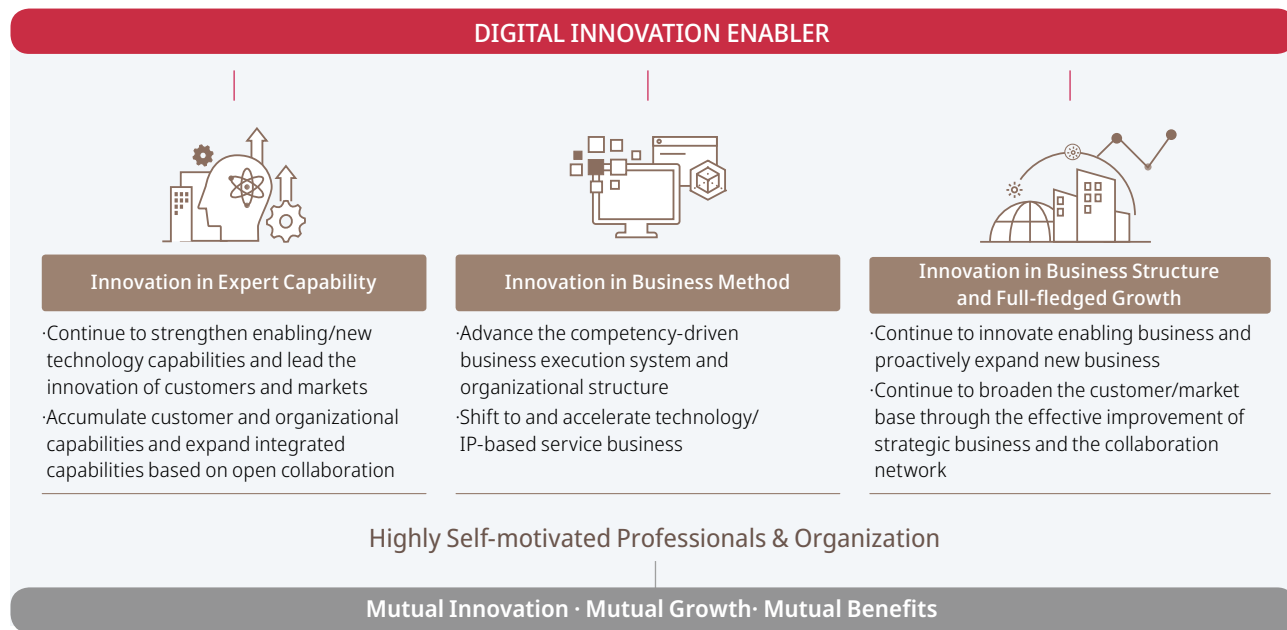 DIGITAL INNOVATION ENABLER
Innovation in Expert Capability
·Continue to strengthen enabling/new
technology capabilities and lead the
innovation of customers and markets
·Accumulate customer and organizational
capabilities and expand integrated
capabilities based on open collaboration
Innovation in Business Method
·Advance the competency-driven
business execution system and
organizational structure
·Shift to and accelerate technology/
IP-based service business
Innovation in Business Structure
and Full-fledged Growth
·Continue to innovate enabling business and
proactively expand new business
·Continue to broaden the customer/market
base through the effective improvement of
strategic business and the collaboration
network
Highly Self-motivated Professionals & Organization
Mutual Innovation · Mutual Growth· Mutual Benefits